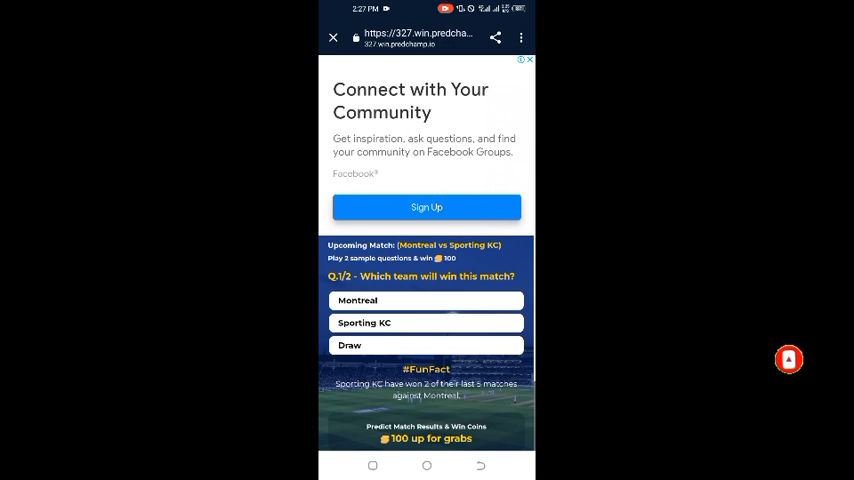 2:27 PM
https://327.win.predcha...
327.win.predchamp.io
Connect with Your
Community
Get inspiration, ask questions, and find
your community on Facebook Groups.
Facebook®
Sign Up
Upcoming Match: (Montreal vs Sporting KC)
Play 2 sample questions & win 100
Q.1/2 - Which team will win this match?
Montreal
Sporting KC
Draw
#FunFact
Sporting KC have won 2 of their last 5 matches
against Montreal.
Predict Match Results & Win Coins
100 up for grabs